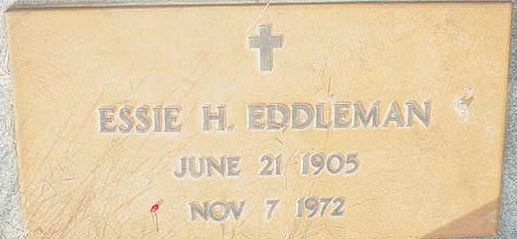 ESSIE H. EDDLEMAN
JUNE 21 1905
NOV 7 1972